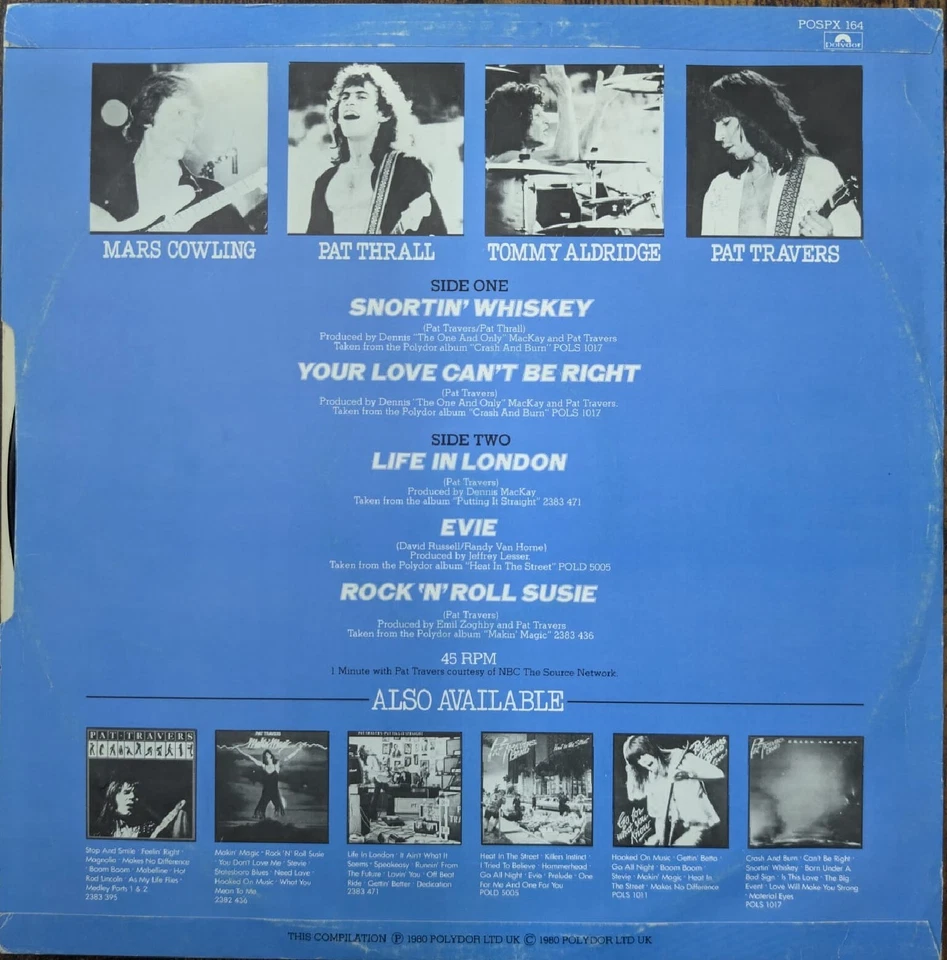 POSPX 164
Polydor
MARS COWLING
PAT THRALL
TOMMY ALDRIDGE
PAT TRAVERS
SIDE ONE
SNORTIN' WHISKEY
(Pat Travers/Pat Thrall)
Produced by Dennis "The One And Only" MacKay and Pat Travers
Taken from the Polydor album "Crash And Burn" POLS 1017
YOUR LOVE CAN'T BE RIGHT
(Pat Travers)
Produced by Dennis "The One And Only" MacKay and Pat Travers.
Taken from the Polydor album "Crash And Burn" POLS 1017
SIDE TWO
LIFE IN LONDON
(Pat Travers)
Produced by Dennis MacKay
Taken from the album "Putting It Straight" 2383 471
EVIE
(David Russell/Randy Van Horne)
Produced by Jeffrey Lesser.
Taken from the Polydor album "Heat In The Street" POLD 5005
ROCK 'N' ROLL SUSIE
(Pat Travers)
Produced by Emil Zoghby and Pat Travers
Taken from the Polydor album "Makin' Magic" 2383 436
45 RPM
1 Minute with Pat Travers courtesy of NBC The Source Network.
ALSO AVAILABLE
PAT·TRAVERS
Stop And Smile · Feelin' Right ·
Magnolia · Makes No Difference
· Boom Boom · Mabelline · Hot
Rod Lincoln · As My Life Flies ·
Medley Parts 1 & 2
2383 395
PAT TRAVERS
Makin' Magic
Makin' Magic · Rock 'N' Roll Susie
· You Don't Love Me · Stevie ·
Statesboro Blues · Need Love ·
Hooked On Music · What You
Mean To Me
2382 436
Life In London · It Ain't What It
Seems · Speakeasy · Runnin' From
The Future · Lovin' You · Off Beat
Ride · Gettin' Better · Dedication
2383 471
Heat In The Street · Killers Instinct ·
I Tried To Believe · Hammerhead ·
Go All Night · Evie · Prelude · One
For Me And One For You
POLD 5005
Pat Travers
Go for what you Know
Hooked On Music · Gettin' Betta ·
Go All Night · Boom Boom
Stevie · Makin' Magic · Heat In
The Street · Makes No Difference
POLS 1011
Crash And Burn · Can't Be Right ·
Snortin' Whiskey · Born Under A
Bad Sign · Is This Love · The Big
Event · Love Will Make You Strong
· Material Eyes
POLS 1017
THIS COMPILATION Ⓟ 1980 POLYDOR LTD UK © 1980 POLYDOR LTD UK